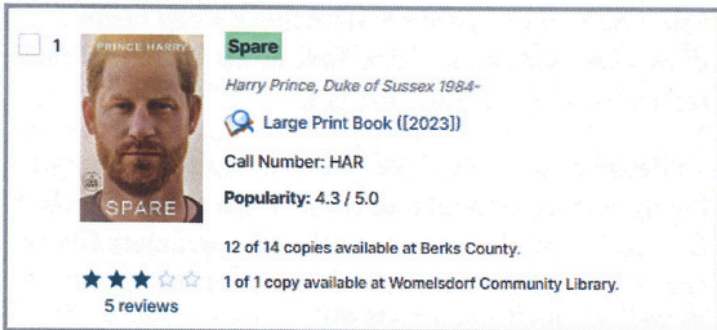 1
PRINCE HARRY
SPARE
5 reviews
Spare
Harry Prince, Duke of Sussex 1984-
Large Print Book ([2023])
Call Number: HAR
Popularity: 4.3 / 5.0
12 of 14 copies available at Berks County.
1 of 1 copy available at Womelsdorf Community Library.